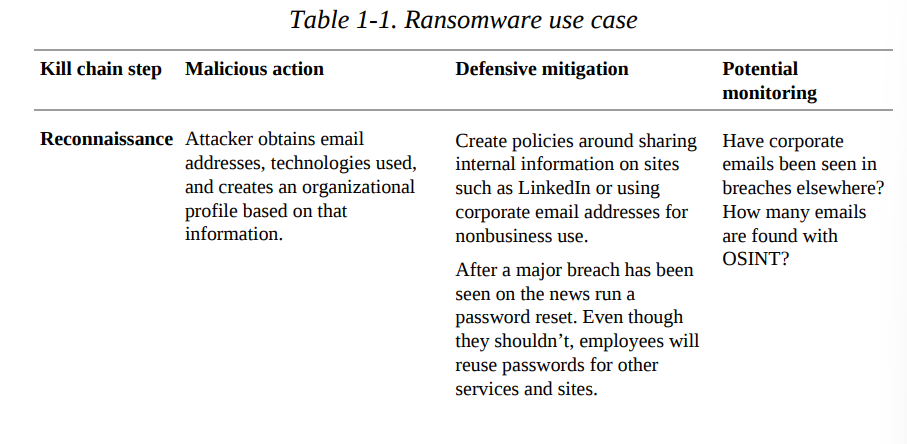 Table 1-1. Ransomware use case
Kill chain step
Malicious action
Defensive mitigation
Potential
monitoring
Reconnaissance
Attacker obtains email
addresses, technologies used,
and creates an organizational
profile based on that
information.
Create policies around sharing
internal information on sites
such as LinkedIn or using
corporate email addresses for
nonbusiness use.
After a major breach has been
seen on the news run a
password reset. Even though
they shouldn’t, employees will
reuse passwords for other
services and sites.
Have corporate
emails been seen in
breaches elsewhere?
How many emails
are found with
OSINT?